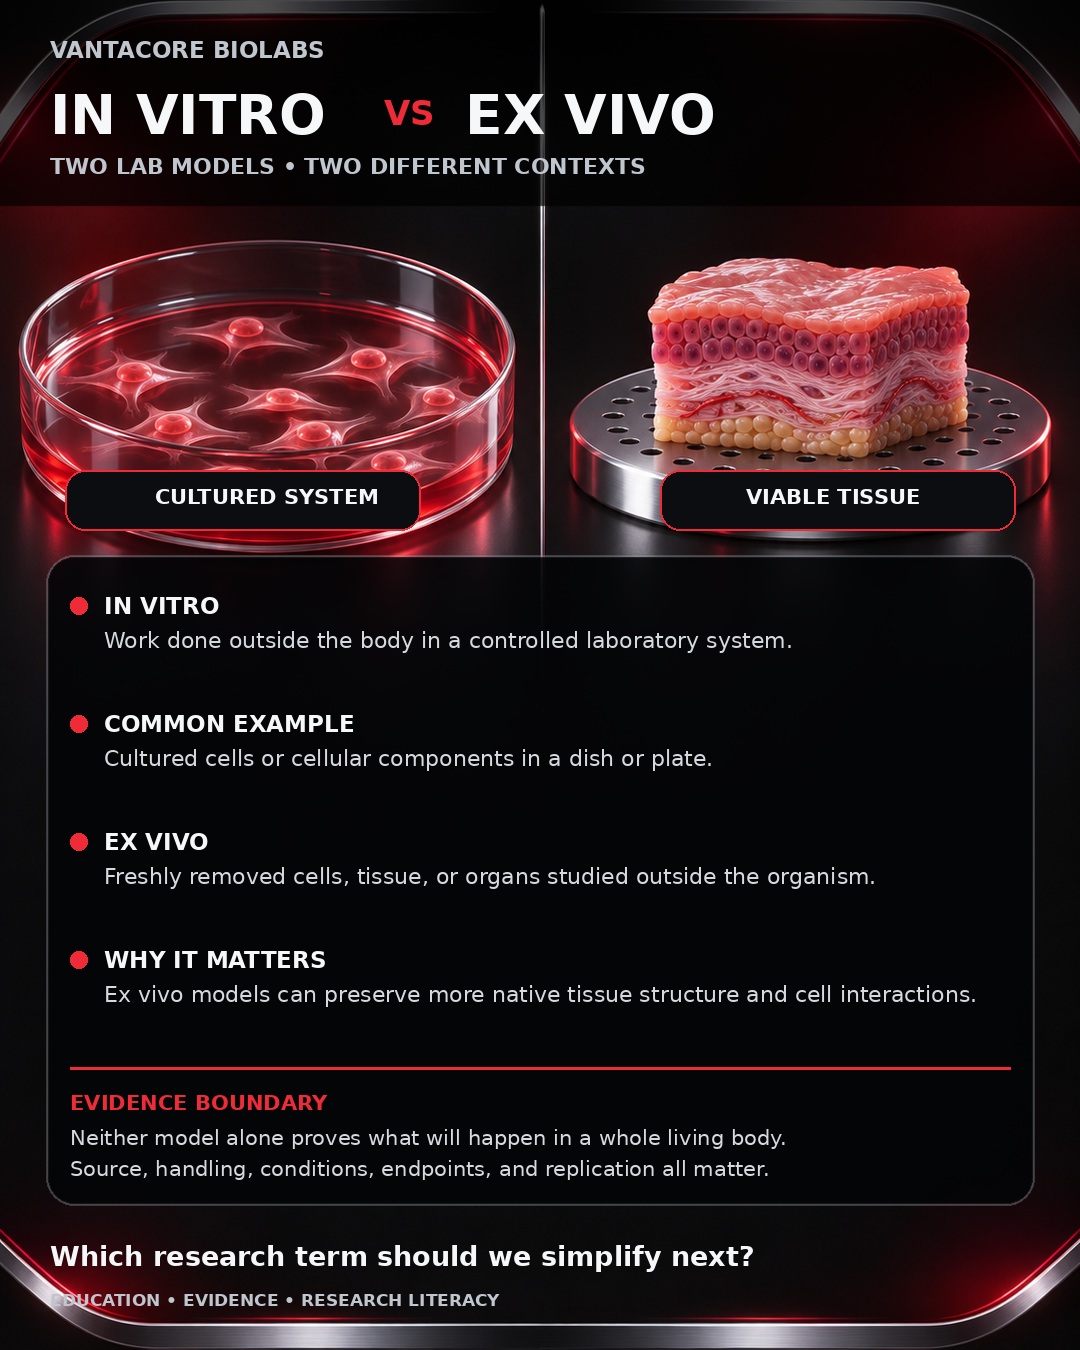 VANTACORE BIOLABS
IN VITRO VS EX VIVO
TWO LAB MODELS • TWO DIFFERENT CONTEXTS
CULTURED SYSTEM
VIABLE TISSUE
IN VITRO
Work done outside the body in a controlled laboratory system.
COMMON EXAMPLE
Cultured cells or cellular components in a dish or plate.
EX VIVO
Freshly removed cells, tissue, or organs studied outside the organism.
WHY IT MATTERS
Ex vivo models can preserve more native tissue structure and cell interactions.
EVIDENCE BOUNDARY
Neither model alone proves what will happen in a whole living body.
Source, handling, conditions, endpoints, and replication all matter.
Which research term should we simplify next?
EDUCATION • EVIDENCE • RESEARCH LITERACY